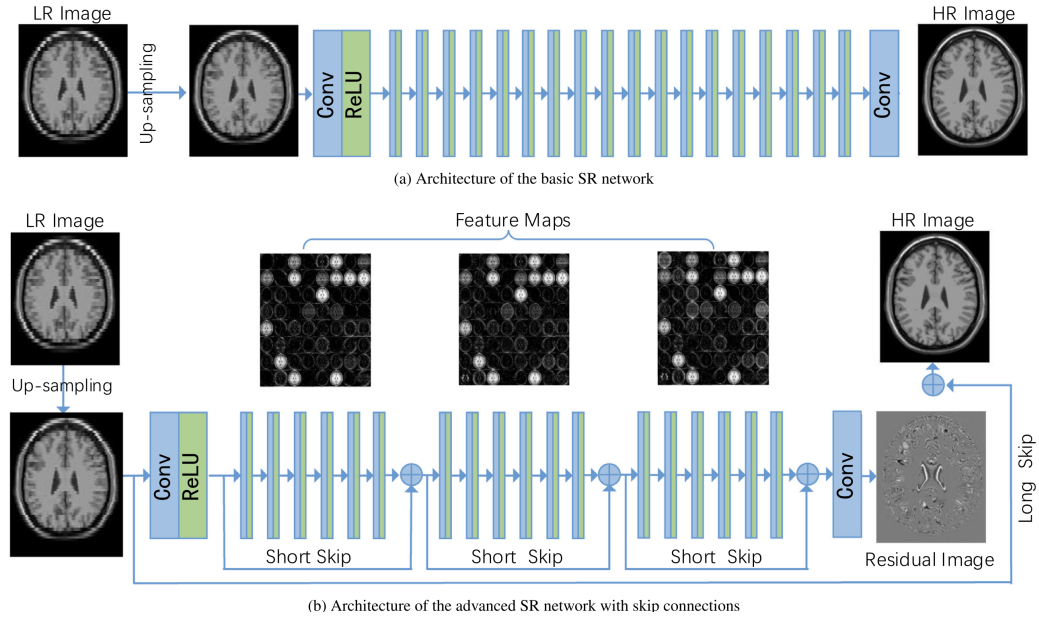 LR Image
HR Image
Up-sampling
Conv
ReLU
Conv
(a) Architecture of the basic SR network
LR Image
Feature Maps
HR Image
Up-sampling
Conv
ReLU
Conv
Short Skip
Short Skip
Short Skip
Residual Image
Long Skip
(b) Architecture of the advanced SR network with skip connections